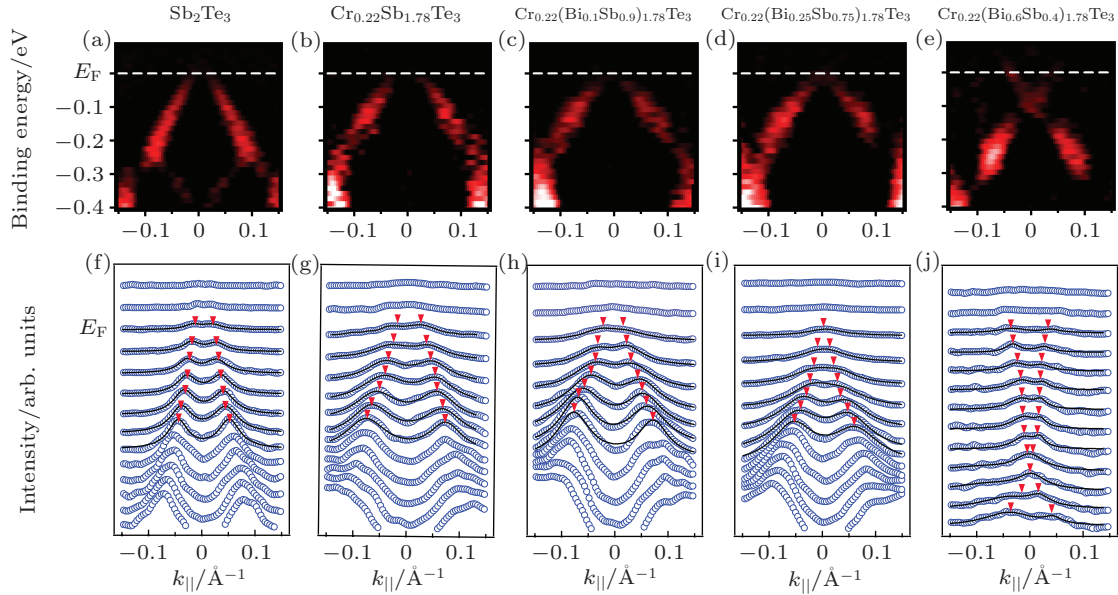 Sb₂Te₃ Cr₀.₂₂Sb₁.₇₈Te₃ Cr₀.₂₂(Bi₀.₁Sb₀.₉)₁.₇₈Te₃ Cr₀.₂₂(Bi₀.₂₅Sb₀.₇₅)₁.₇₈Te₃ Cr₀.₂₂(Bi₀.₆Sb₀.₄)₁.₇₈Te₃
(a) (b) (c) (d) (e)
Binding energy/eV
E_F
−0.1
−0.2
−0.3
−0.4
−0.1 0 0.1 −0.1 0 0.1 −0.1 0 0.1 −0.1 0 0.1 −0.1 0 0.1
(f) (g) (h) (i) (j)
Intensity/arb. units
E_F
−0.1 0 0.1 −0.1 0 0.1 −0.1 0 0.1 −0.1 0 0.1 −0.1 0 0.1
k||/Å⁻¹ k||/Å⁻¹ k||/Å⁻¹ k||/Å⁻¹ k||/Å⁻¹